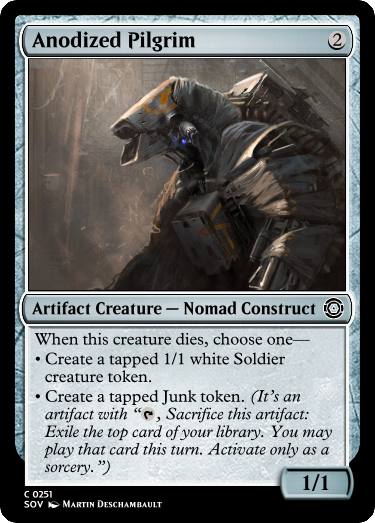 Anodized Pilgrim 2
Artifact Creature — Nomad Construct
When this creature dies, choose one—
• Create a tapped 1/1 white Soldier
creature token.
• Create a tapped Junk token. (It's an
artifact with “, Sacrifice this artifact:
Exile the top card of your library. You may
play that card this turn. Activate only as a
sorcery.”)
1/1
C 0251
SOV Martin Deschambault